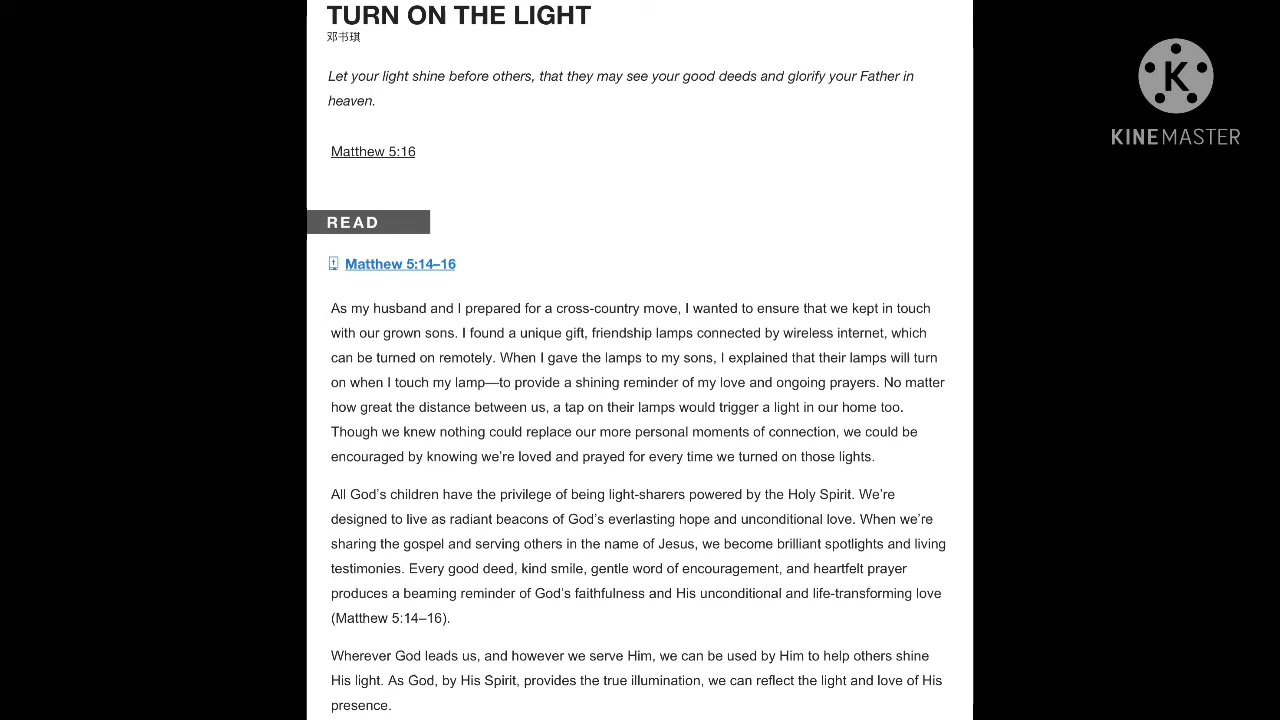 TURN ON THE LIGHT
邓书琪
Let your light shine before others, that they may see your good deeds and glorify your Father in
heaven.
Matthew 5:16
READ
Matthew 5:14–16
As my husband and I prepared for a cross-country move, I wanted to ensure that we kept in touch
with our grown sons. I found a unique gift, friendship lamps connected by wireless internet, which
can be turned on remotely. When I gave the lamps to my sons, I explained that their lamps will turn
on when I touch my lamp—to provide a shining reminder of my love and ongoing prayers. No matter
how great the distance between us, a tap on their lamps would trigger a light in our home too.
Though we knew nothing could replace our more personal moments of connection, we could be
encouraged by knowing we’re loved and prayed for every time we turned on those lights.
All God’s children have the privilege of being light-sharers powered by the Holy Spirit. We’re
designed to live as radiant beacons of God’s everlasting hope and unconditional love. When we’re
sharing the gospel and serving others in the name of Jesus, we become brilliant spotlights and living
testimonies. Every good deed, kind smile, gentle word of encouragement, and heartfelt prayer
produces a beaming reminder of God’s faithfulness and His unconditional and life-transforming love
(Matthew 5:14–16).
Wherever God leads us, and however we serve Him, we can be used by Him to help others shine
His light. As God, by His Spirit, provides the true illumination, we can reflect the light and love of His
presence.
K
KINEMASTER